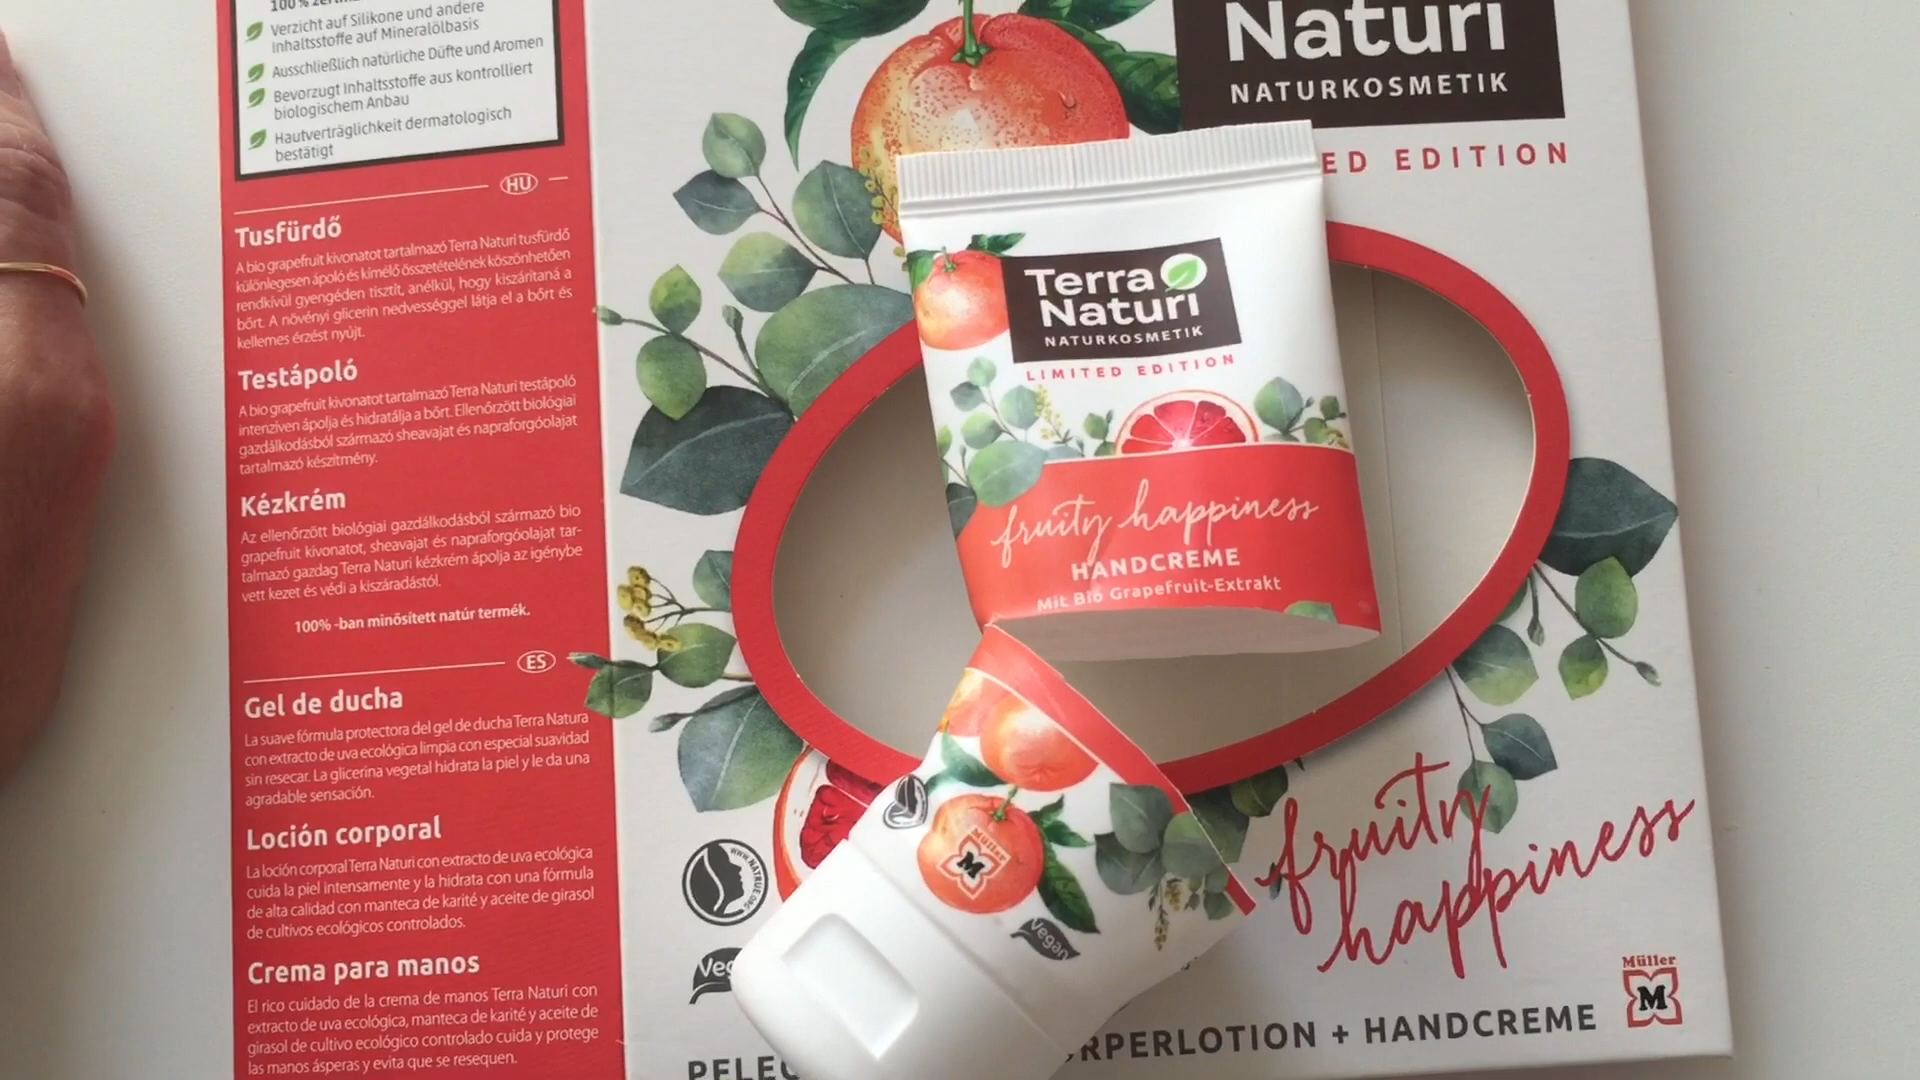 Verzicht auf Silikone und andere
Inhaltsstoffe auf Mineralölbasis
Ausschließlich natürliche Düfte und Aromen
Bevorzugt Inhaltsstoffe aus kontrolliert
biologischem Anbau
Hautverträglichkeit dermatologisch
bestätigt
HU
Tusfürdő
A bio grapefruit kivonatot tartalmazó Terra Naturi tusfürdő
különlegesen ápoló és kímélő összetételének köszönhetően
rendkívül gyengéden tisztít, anélkül, hogy kiszárítaná a
bőrt. A növényi glicerin nedvességgel látja el a bőrt és
kellemes érzést nyújt.
Testápoló
A bio grapefruit kivonatot tartalmazó Terra Naturi testápoló
intenzíven ápolja és hidratálja a bőrt. Ellenőrzött biológiai
gazdálkodásból származó sheavajat és napraforgóolajat
tartalmazó készítmény.
Kézkrém
Az ellenőrzött biológiai gazdálkodásból származó bio
grapefruit kivonatot, sheavajat és napraforgóolajat tar-
talmazó gazdag Terra Naturi kézkrém ápolja az igénybe
vett kezet és védi a kiszáradástól.
100% -ban minősített natúr termék.
ES
Gel de ducha
La suave fórmula protectora del gel de ducha Terra Natura
con extracto de uva ecológica limpia con especial suavidad
sin resecar. La glicerina vegetal hidrata la piel y le da una
agradable sensación.
Loción corporal
La loción corporal Terra Naturi con extracto de uva ecológica
cuida la piel intensamente y la hidrata con una fórmula
de alta calidad con manteca de karité y aceite de girasol
de cultivos ecológicos controlados.
Crema para manos
El rico cuidado de la crema de manos Terra Naturi con
extracto de uva ecológica, manteca de karité y aceite de
girasol de cultivo ecológico controlado cuida y protege
las manos ásperas y evita que se resequen.
Naturi
NATURKOSMETIK
ED EDITION
Terra
Naturi
NATURKOSMETIK
LIMITED EDITION
fruity happiness
HANDCREME
Mit Bio Grapefruit-Extrakt
Müller
M
Vegan
WWW.NATRUE.ORG
Veg
fruity
happiness
Müller
M
PFLEG
RPERLOTION + HANDCREME